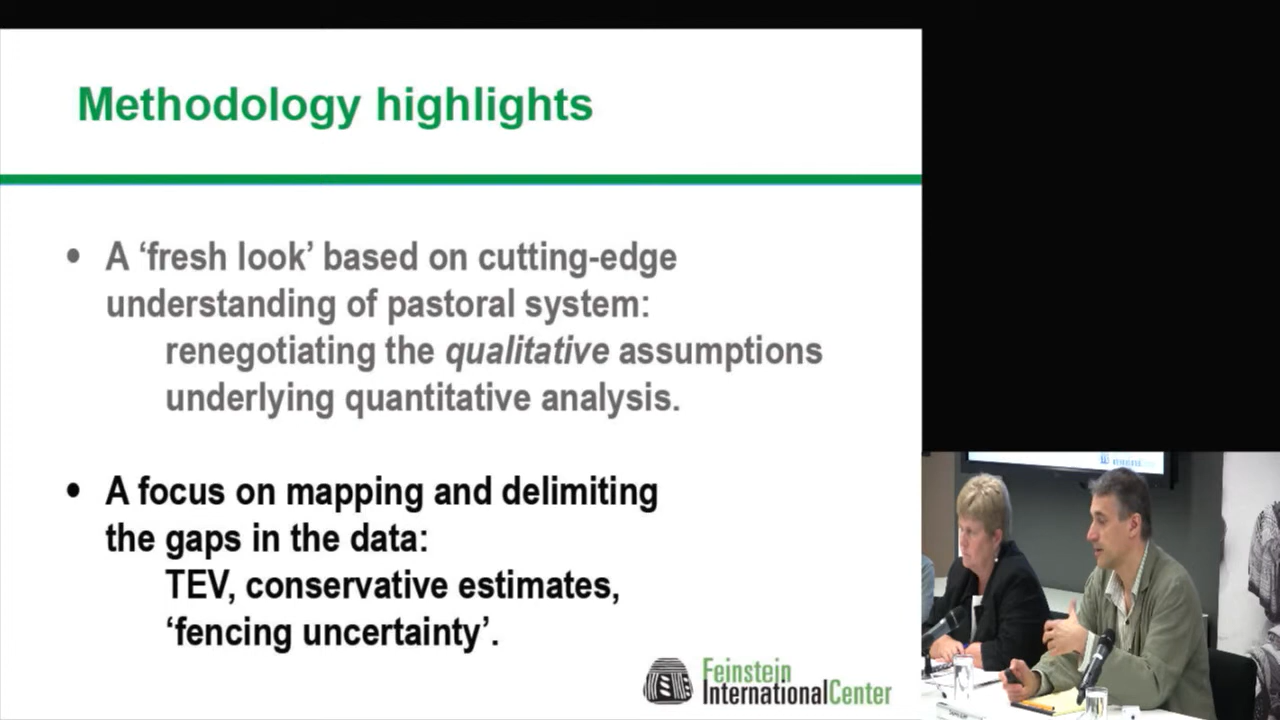 Methodology highlights
• A ‘fresh look’ based on cutting-edge
understanding of pastoral system:
renegotiating the qualitative assumptions
underlying quantitative analysis.
• A focus on mapping and delimiting
the gaps in the data:
TEV, conservative estimates,
‘fencing uncertainty’.
Feinstein
InternationalCenter